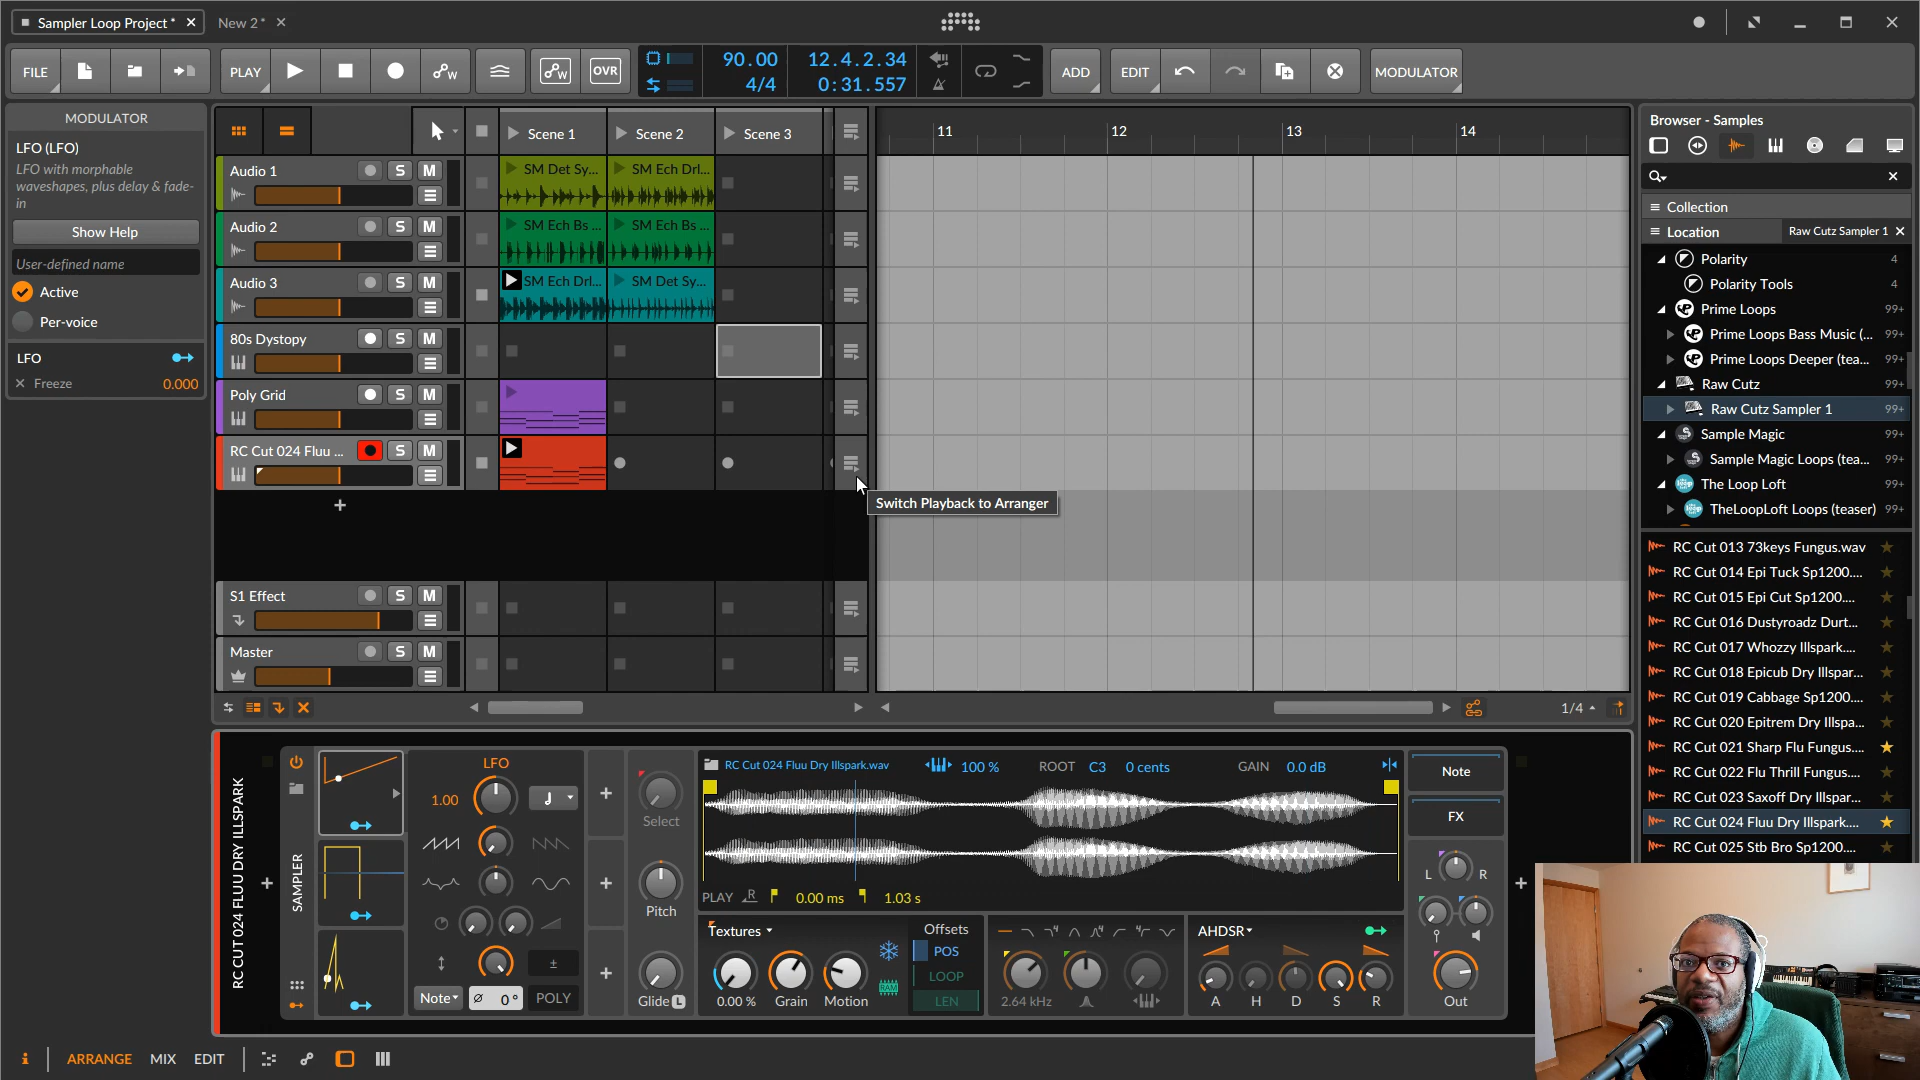 Sampler Loop Project *
New 2 *
FILE
PLAY
OVR
90.00
4/4
12.4.2.34
0:31.557
ADD
EDIT
MODULATOR
MODULATOR
LFO (LFO)
LFO with morphable
waveshapes, plus delay & fade-
in
Show Help
User-defined name
Active
Per-voice
LFO
Freeze
0.000
Scene 1
Scene 2
Scene 3
11
12
13
14
Audio 1
S
M
SM Det Sy...
SM Ech Drl...
Audio 2
S
M
SM Ech Bs ...
SM Ech Bs ...
Audio 3
S
M
SM Ech Drl...
SM Det Sy...
80s Dystopy
S
M
Poly Grid
S
M
RC Cut 024 Fluu ...
S
M
Switch Playback to Arranger
+
S1 Effect
S
M
Master
S
M
1/4
Browser - Samples
Collection
Location
Raw Cutz Sampler 1
Polarity
4
Polarity Tools
4
Prime Loops
99+
Prime Loops Bass Music (...
99+
Prime Loops Deeper (tea...
99+
Raw Cutz
99+
Raw Cutz Sampler 1
99+
Sample Magic
99+
Sample Magic Loops (tea...
99+
The Loop Loft
99+
TheLoopLoft Loops (teaser)
99+
RC Cut 013 73keys Fungus.wav
RC Cut 014 Epi Tuck Sp1200....
RC Cut 015 Epi Cut Sp1200....
RC Cut 016 Dustyroadz Durt...
RC Cut 017 Whozzy Illspark....
RC Cut 018 Epicub Dry Illspar...
RC Cut 019 Cabbage Sp1200....
RC Cut 020 Epitrem Dry Illspa...
RC Cut 021 Sharp Flu Fungus....
RC Cut 022 Flu Thrill Fungus....
RC Cut 023 Saxoff Dry Illspar...
RC Cut 024 Fluu Dry Illspark....
RC Cut 025 Stb Bro Sp1200....
RC CUT 024 FLUU DRY ILLSPARK
SAMPLER
LFO
1.00
Note
0°
POLY
Select
Pitch
Glide
L
RC Cut 024 Fluu Dry Illspark.wav
100 %
ROOT
C3
0 cents
GAIN
0.0 dB
PLAY
R
0.00 ms
1.03 s
Textures
0.00 %
Grain
Motion
RAM
Offsets
POS
LOOP
LEN
2.64 kHz
AHDSR
A
H
D
S
R
Note
FX
L
R
Out
i
ARRANGE
MIX
EDIT